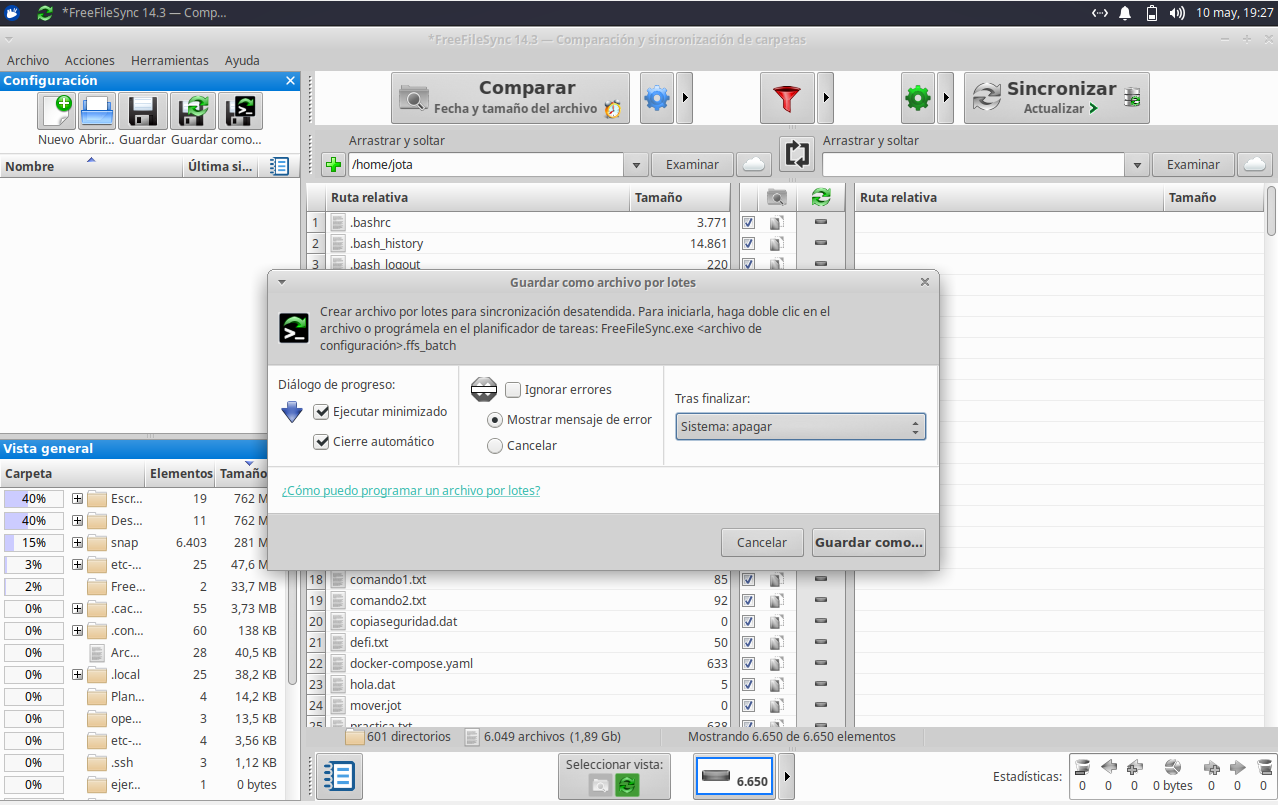 *FreeFileSync 14.3 — Comp...
10 may, 19:27
*FreeFileSync 14.3 — Comparación y sincronización de carpetas
Archivo Acciones Herramientas Ayuda
Configuración
Nuevo Abrir... Guardar Guardar como...
Nombre Última si...
Comparar
Fecha y tamaño del archivo
Sincronizar
Actualizar
Arrastrar y soltar
/home/jota
Examinar
Arrastrar y soltar
Examinar
Ruta relativa Tamaño
Ruta relativa Tamaño
1 .bashrc 3.771
2 .bash_history 14.861
3 .bash_logout 220
Guardar como archivo por lotes
Crear archivo por lotes para sincronización desatendida. Para iniciarla, haga doble clic en el
archivo o prográmela en el planificador de tareas: FreeFileSync.exe <archivo de
configuración>.ffs_batch
Diálogo de progreso:
Ejecutar minimizado
Cierre automático
Ignorar errores
Mostrar mensaje de error
Cancelar
Tras finalizar:
Sistema: apagar
¿Cómo puedo programar un archivo por lotes?
Cancelar Guardar como...
Vista general
Carpeta Elementos Tamaño
40% Escr... 19 762 M
40% Des... 11 762 M
15% snap 6.403 281 M
3% etc-... 25 47,6 M
2% Free... 2 33,7 MB
0% .cac... 55 3,73 MB
0% .con... 60 138 KB
0% Arc... 28 40,5 KB
0% .local 25 38,2 KB
0% Plan... 4 14,2 KB
0% ope... 3 13,5 KB
0% etc-... 4 3,56 KB
0% .ssh 3 1,12 KB
0% ejer... 1 0 bytes
18 comando1.txt 85
19 comando2.txt 92
20 copiaseguridad.dat 0
21 defi.txt 50
22 docker-compose.yaml 633
23 hola.dat 5
24 mover.jot 0
25 practica.txt 638
601 directorios 6.049 archivos (1,89 Gb) Mostrando 6.650 de 6.650 elementos
Seleccionar vista:
6.650
Estadísticas:
0 0 0 0 bytes 0 0 0